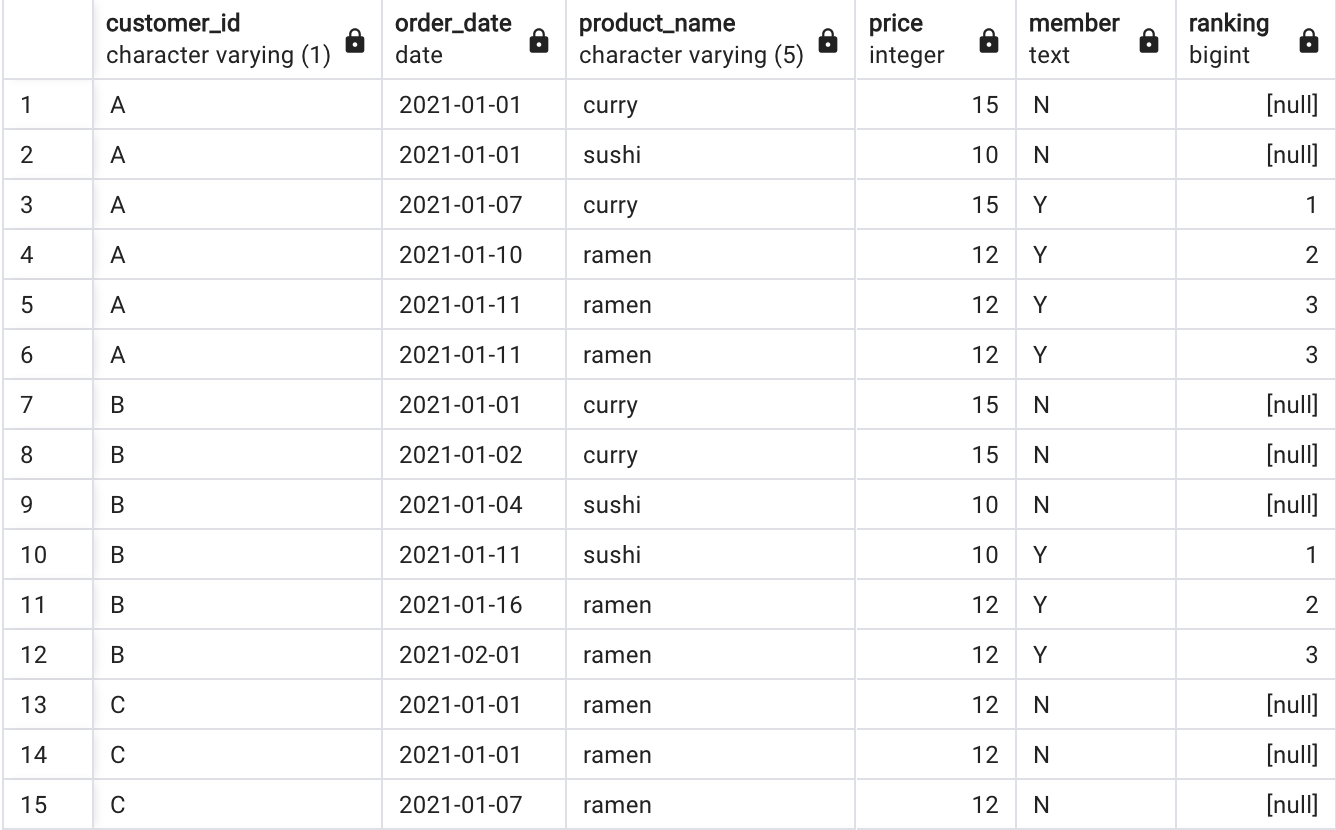 customer_id order_date product_name price member ranking
character varying (1) date character varying (5) integer text bigint
1 A 2021-01-01 curry 15 N [null]
2 A 2021-01-01 sushi 10 N [null]
3 A 2021-01-07 curry 15 Y 1
4 A 2021-01-10 ramen 12 Y 2
5 A 2021-01-11 ramen 12 Y 3
6 A 2021-01-11 ramen 12 Y 3
7 B 2021-01-01 curry 15 N [null]
8 B 2021-01-02 curry 15 N [null]
9 B 2021-01-04 sushi 10 N [null]
10 B 2021-01-11 sushi 10 Y 1
11 B 2021-01-16 ramen 12 Y 2
12 B 2021-02-01 ramen 12 Y 3
13 C 2021-01-01 ramen 12 N [null]
14 C 2021-01-01 ramen 12 N [null]
15 C 2021-01-07 ramen 12 N [null]